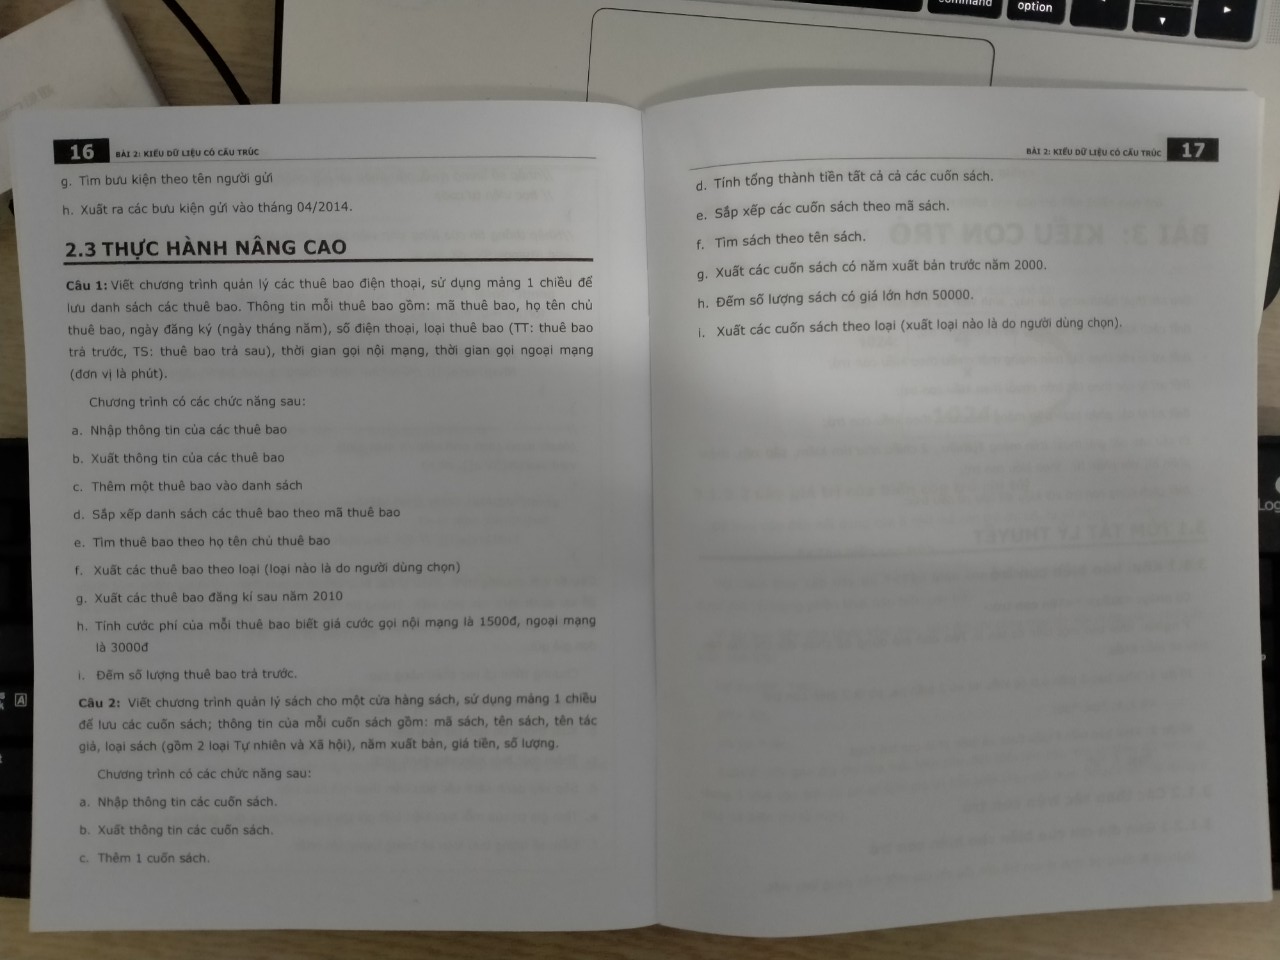 command
option
16 BÀI 2: KIỂU DỮ LIỆU CÓ CẤU TRÚC
g. Tìm bưu kiện theo tên người gửi
h. Xuất ra các bưu kiện gửi vào tháng 04/2014.
2.3 THỰC HÀNH NÂNG CAO
Câu 1: Viết chương trình quản lý các thuê bao điện thoại, sử dụng mảng 1 chiều để
lưu danh sách các thuê bao. Thông tin mỗi thuê bao gồm: mã thuê bao, họ tên chủ
thuê bao, ngày đăng ký (ngày tháng năm), số điện thoại, loại thuê bao (TT: thuê bao
trả trước, TS: thuê bao trả sau), thời gian gọi nội mạng, thời gian gọi ngoại mạng
(đơn vị là phút).
Chương trình có các chức năng sau:
a. Nhập thông tin của các thuê bao
b. Xuất thông tin của các thuê bao
c. Thêm một thuê bao vào danh sách
d. Sắp xếp danh sách các thuê bao theo mã thuê bao
e. Tìm thuê bao theo họ tên chủ thuê bao
f. Xuất các thuê bao theo loại (loại nào là do người dùng chọn)
g. Xuất các thuê bao đăng kí sau năm 2010
h. Tính cước phí của mỗi thuê bao biết giá cước gọi nội mạng là 1500đ, ngoại mạng
là 3000đ
i. Đếm số lượng thuê bao trả trước.
Câu 2: Viết chương trình quản lý sách cho một cửa hàng sách, sử dụng mảng 1 chiều
để lưu các cuốn sách; thông tin của mỗi cuốn sách gồm: mã sách, tên sách, tên tác
giả, loại sách (gồm 2 loại Tự nhiên và Xã hội), năm xuất bản, giá tiền, số lượng.
Chương trình có các chức năng sau:
a. Nhập thông tin các cuốn sách.
b. Xuất thông tin các cuốn sách.
c. Thêm 1 cuốn sách.
BÀI 2: KIỂU DỮ LIỆU CÓ CẤU TRÚC 17
d. Tính tổng thành tiền tất cả cả các cuốn sách.
e. Sắp xếp các cuốn sách theo mã sách.
f. Tìm sách theo tên sách.
g. Xuất các cuốn sách có năm xuất bản trước năm 2000.
h. Đếm số lượng sách có giá lớn hơn 50000.
i. Xuất các cuốn sách theo loại (xuất loại nào là do người dùng chọn).